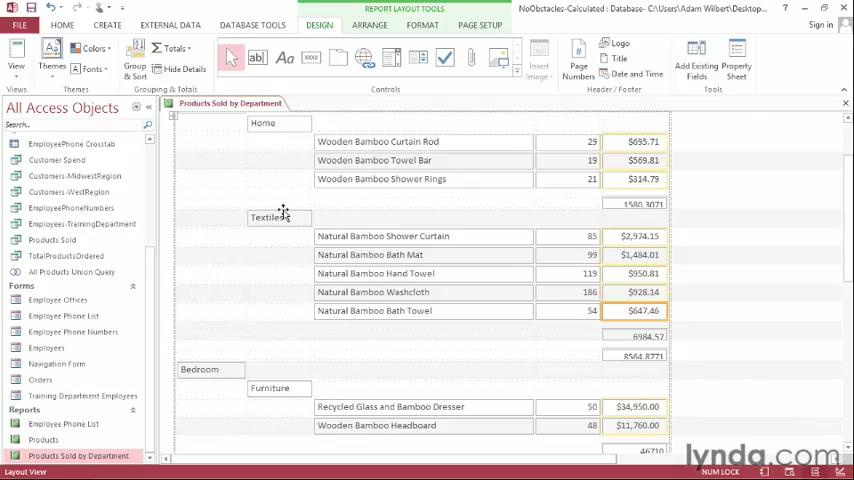 REPORT LAYOUT TOOLS
NoObstacles-Calculated : Database- C:\Users\Adam Wilbert\Desktop...
FILE HOME CREATE EXTERNAL DATA DATABASE TOOLS DESIGN ARRANGE FORMAT PAGE SETUP Sign in
View
Views
Themes
Colors
Fonts
Themes
Group & Sort
Totals
Hide Details
Grouping & Totals
ab|
Aa
xxxx
Controls
Insert Image
Page Numbers
Logo
Title
Date and Time
Header / Footer
Add Existing Fields
Property Sheet
Tools
All Access Objects
Search...
EmployeePhone Crosstab
Customer Spend
Customers-MidwestRegion
Customers-WestRegion
EmployeePhoneNumbers
Employees-TrainingDepartment
Products Sold
TotalProductsOrdered
All Products Union Query
Forms
Employee Offices
Employee Phone List
Employee Phone Numbers
Employees
Navigation Form
Orders
Training Department Employees
Reports
Employee Phone List
Products
Products Sold by Department
Products Sold by Department
Home
Wooden Bamboo Curtain Rod 29 $695.71
Wooden Bamboo Towel Bar 19 $569.81
Wooden Bamboo Shower Rings 21 $314.79
1580.3071
Textiles
Natural Bamboo Shower Curtain 85 $2,974.15
Natural Bamboo Bath Mat 99 $1,484.01
Natural Bamboo Hand Towel 119 $950.81
Natural Bamboo Washcloth 186 $928.14
Natural Bamboo Bath Towel 54 $647.46
6984.57
8564.8771
Bedroom
Furniture
Recycled Glass and Bamboo Dresser 50 $34,950.00
Wooden Bamboo Headboard 48 $11,760.00
46710
lynda.com
Layout View
NUM LOCK